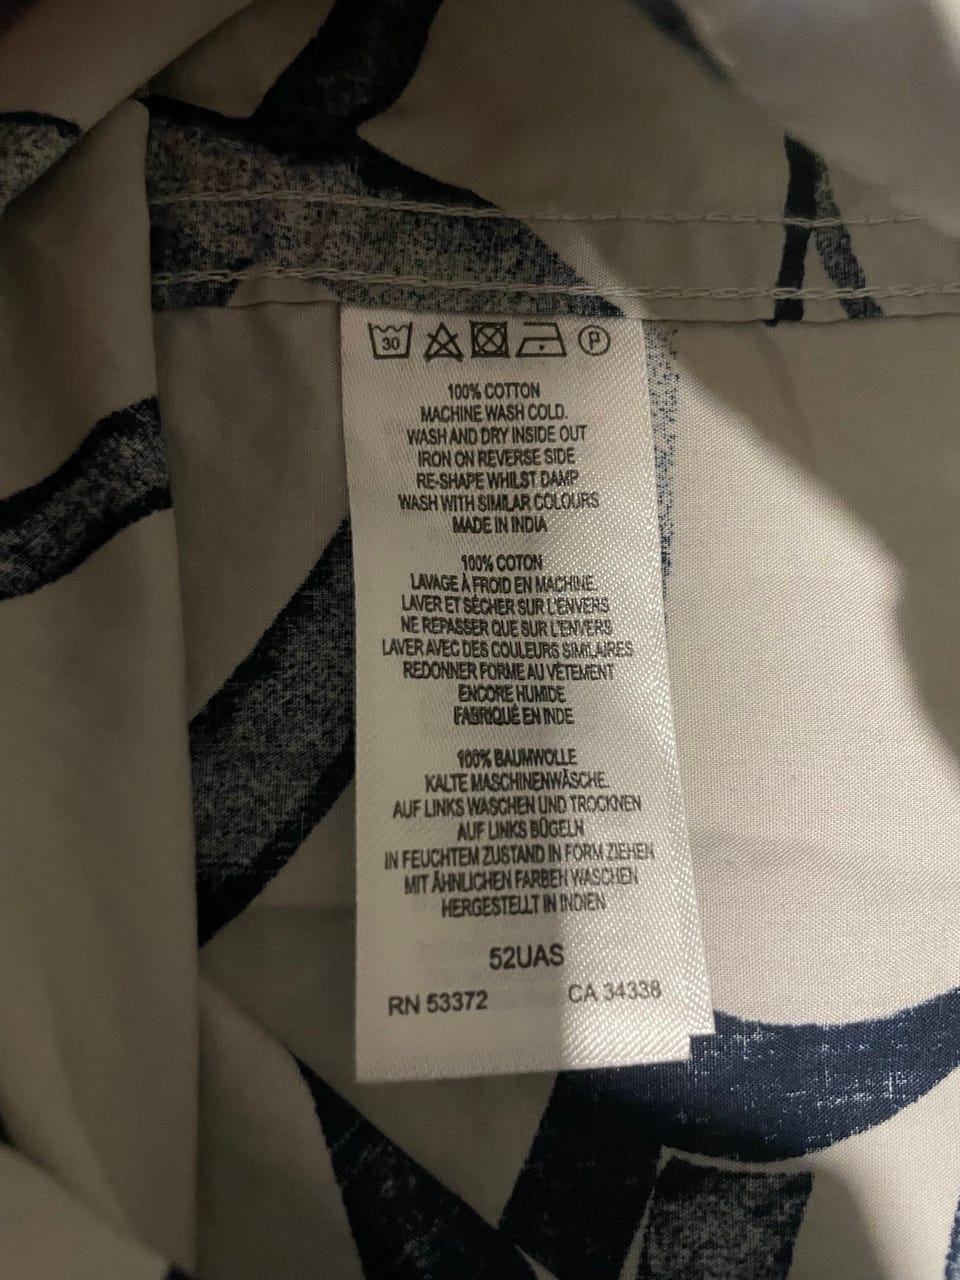 30 P
100% COTTON
MACHINE WASH COLD.
WASH AND DRY INSIDE OUT
IRON ON REVERSE SIDE
RE-SHAPE WHILST DAMP
WASH WITH SIMILAR COLOURS
MADE IN INDIA
100% COTON
LAVAGE À FROID EN MACHINE.
LAVER ET SÉCHER SUR L'ENVERS
NE REPASSER QUE SUR L'ENVERS
LAVER AVEC DES COULEURS SIMILAIRES
REDONNER FORME AU VÊTEMENT
ENCORE HUMIDE
FABRIQUÉ EN INDE
100% BAUMWOLLE
KALTE MASCHINENWÄSCHE.
AUF LINKS WASCHEN UND TROCKNEN
AUF LINKS BÜGELN
IN FEUCHTEM ZUSTAND IN FORM ZIEHEN
MIT ÄHNLICHEN FARBEN WASCHEN
HERGESTELLT IN INDIEN
52UAS
RN 53372 CA 34338